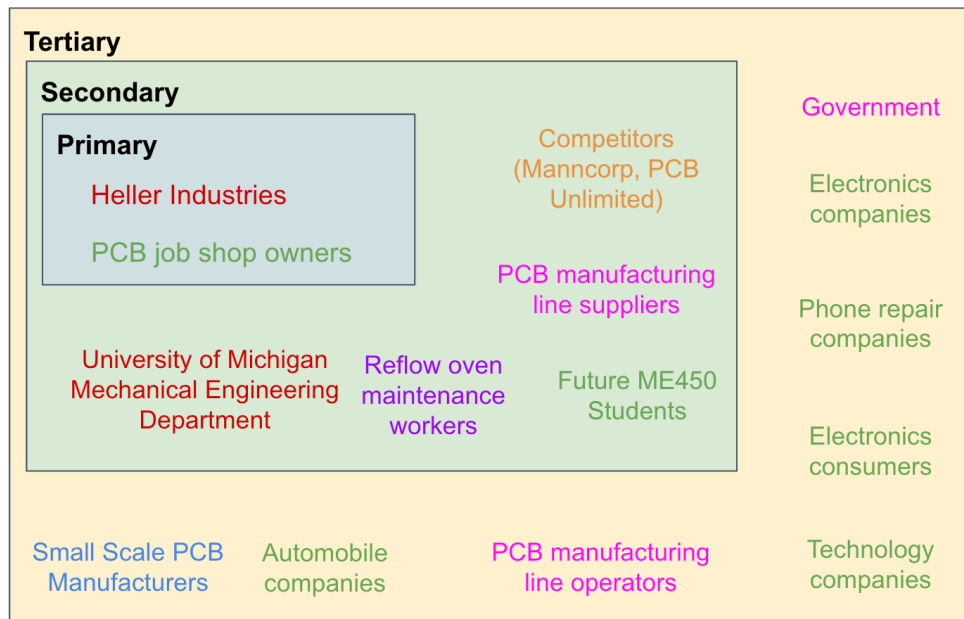 Tertiary
Secondary
Primary
Heller Industries
PCB job shop owners
Competitors
(Manncorp, PCB
Unlimited)
PCB manufacturing
line suppliers
University of Michigan
Mechanical Engineering
Department
Reflow oven
maintenance
workers
Future ME450
Students
Government
Electronics
companies
Phone repair
companies
Electronics
consumers
Small Scale PCB
Manufacturers
Automobile
companies
PCB manufacturing
line operators
Technology
companies